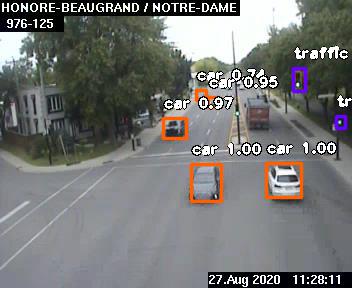 HONORE-BEAUGRAND / NOTRE-DAME
976-125
traffic
car 0.74
car 0.95
car 0.97
tr
car 1.00 car 1.00
27.Aug 2020 11:28:11